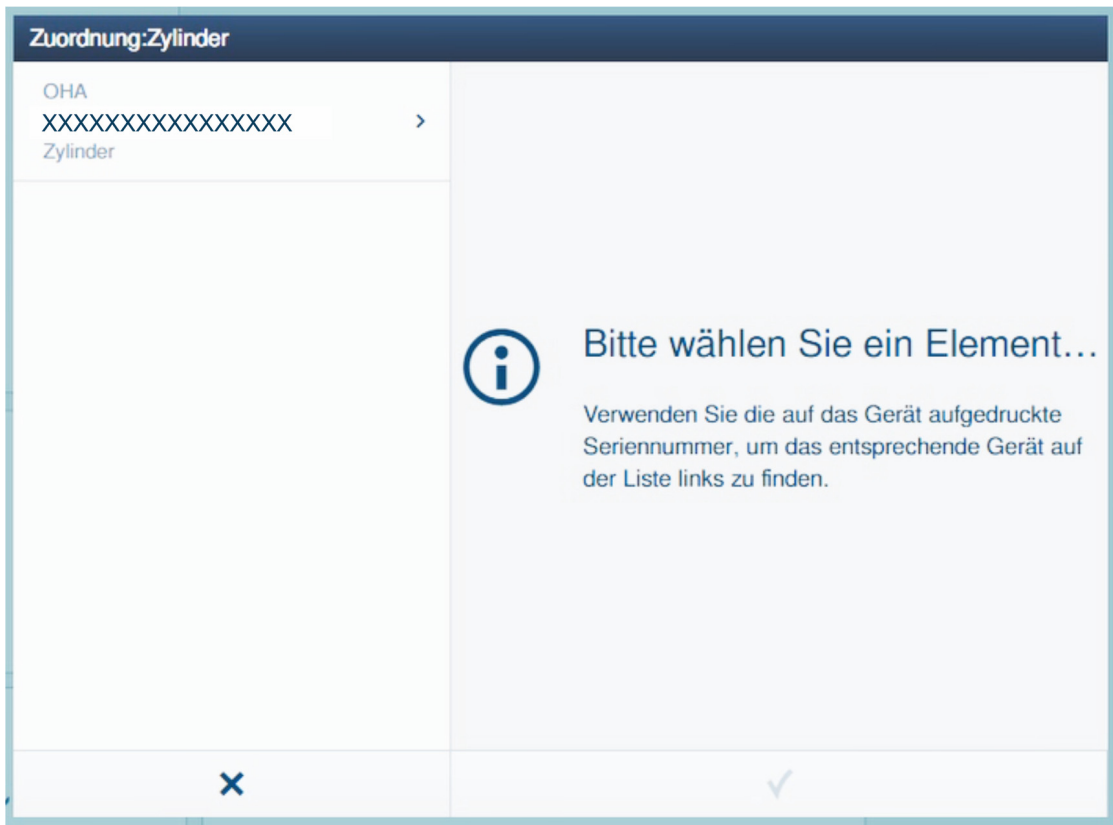 Zuordnung:Zylinder
OHA
XXXXXXXXXXXXXXXX
Zylinder
Bitte wählen Sie ein Element...
Verwenden Sie die auf das Gerät aufgedruckte
Seriennummer, um das entsprechende Gerät auf
der Liste links zu finden.